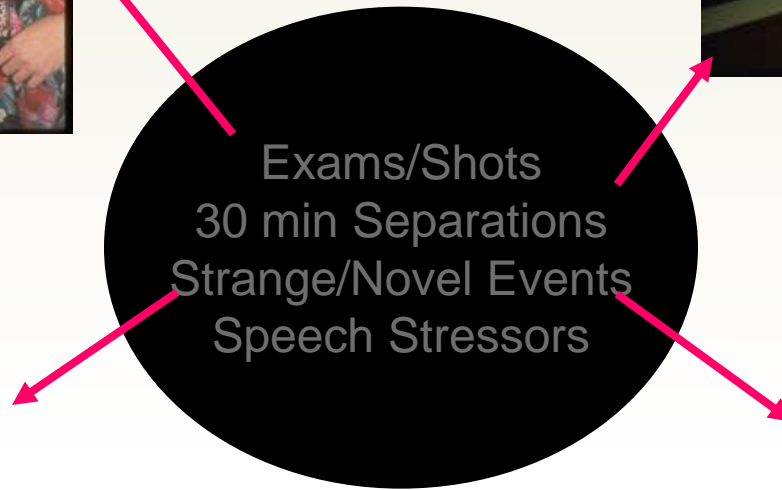 Exams/Shots
30 min Separations
Strange/Novel Events
Speech Stressors